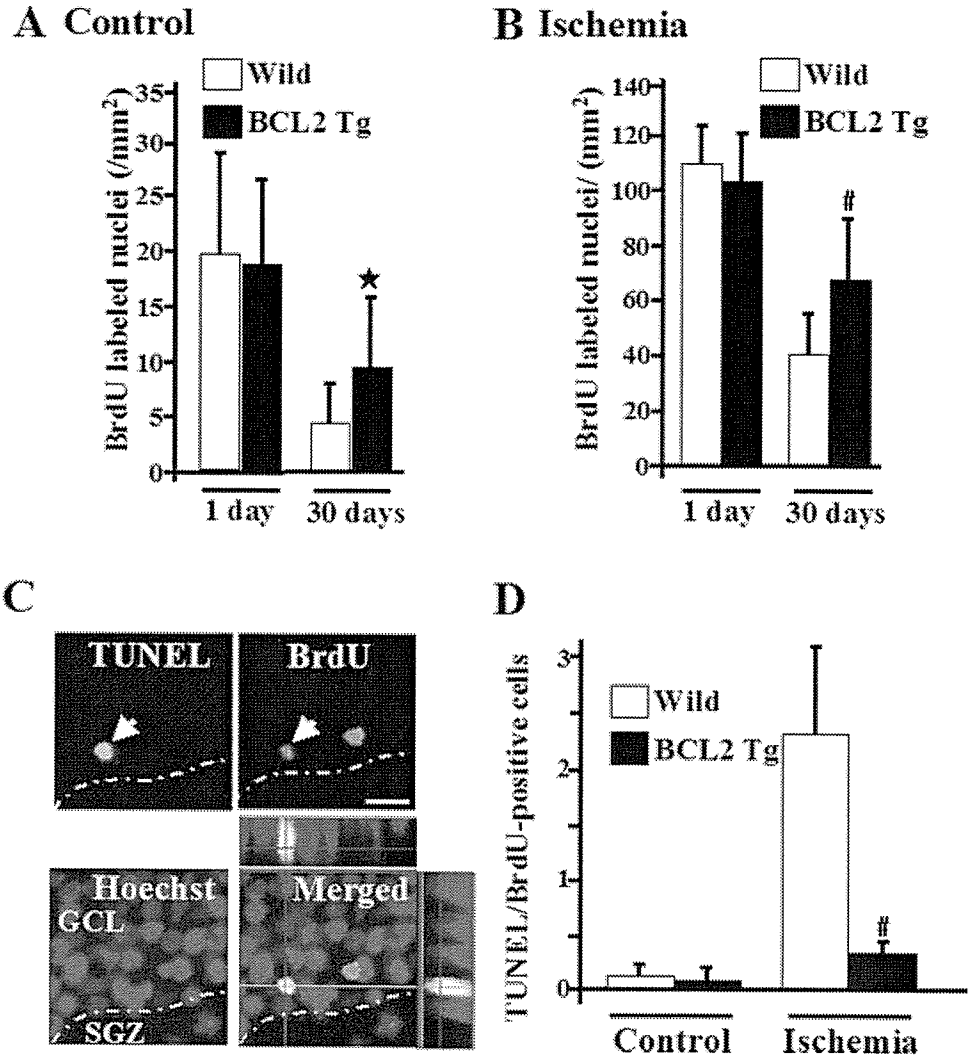 A Control
Wild
BCL2 Tg
BrdU labeled nuclei (/mm²)
35
30
25
20
15
10
5
0
★
1 day
30 days
B Ischemia
Wild
BCL2 Tg
BrdU labeled nuclei/ (mm²)
140
120
100
80
60
40
20
0
#
1 day
30 days
C
TUNEL
BrdU
Hoechst
GCL
SGZ
Merged
D
Wild
BCL2 Tg
TUNEL/BrdU-positive cells
3
2
1
0
#
Control
Ischemia